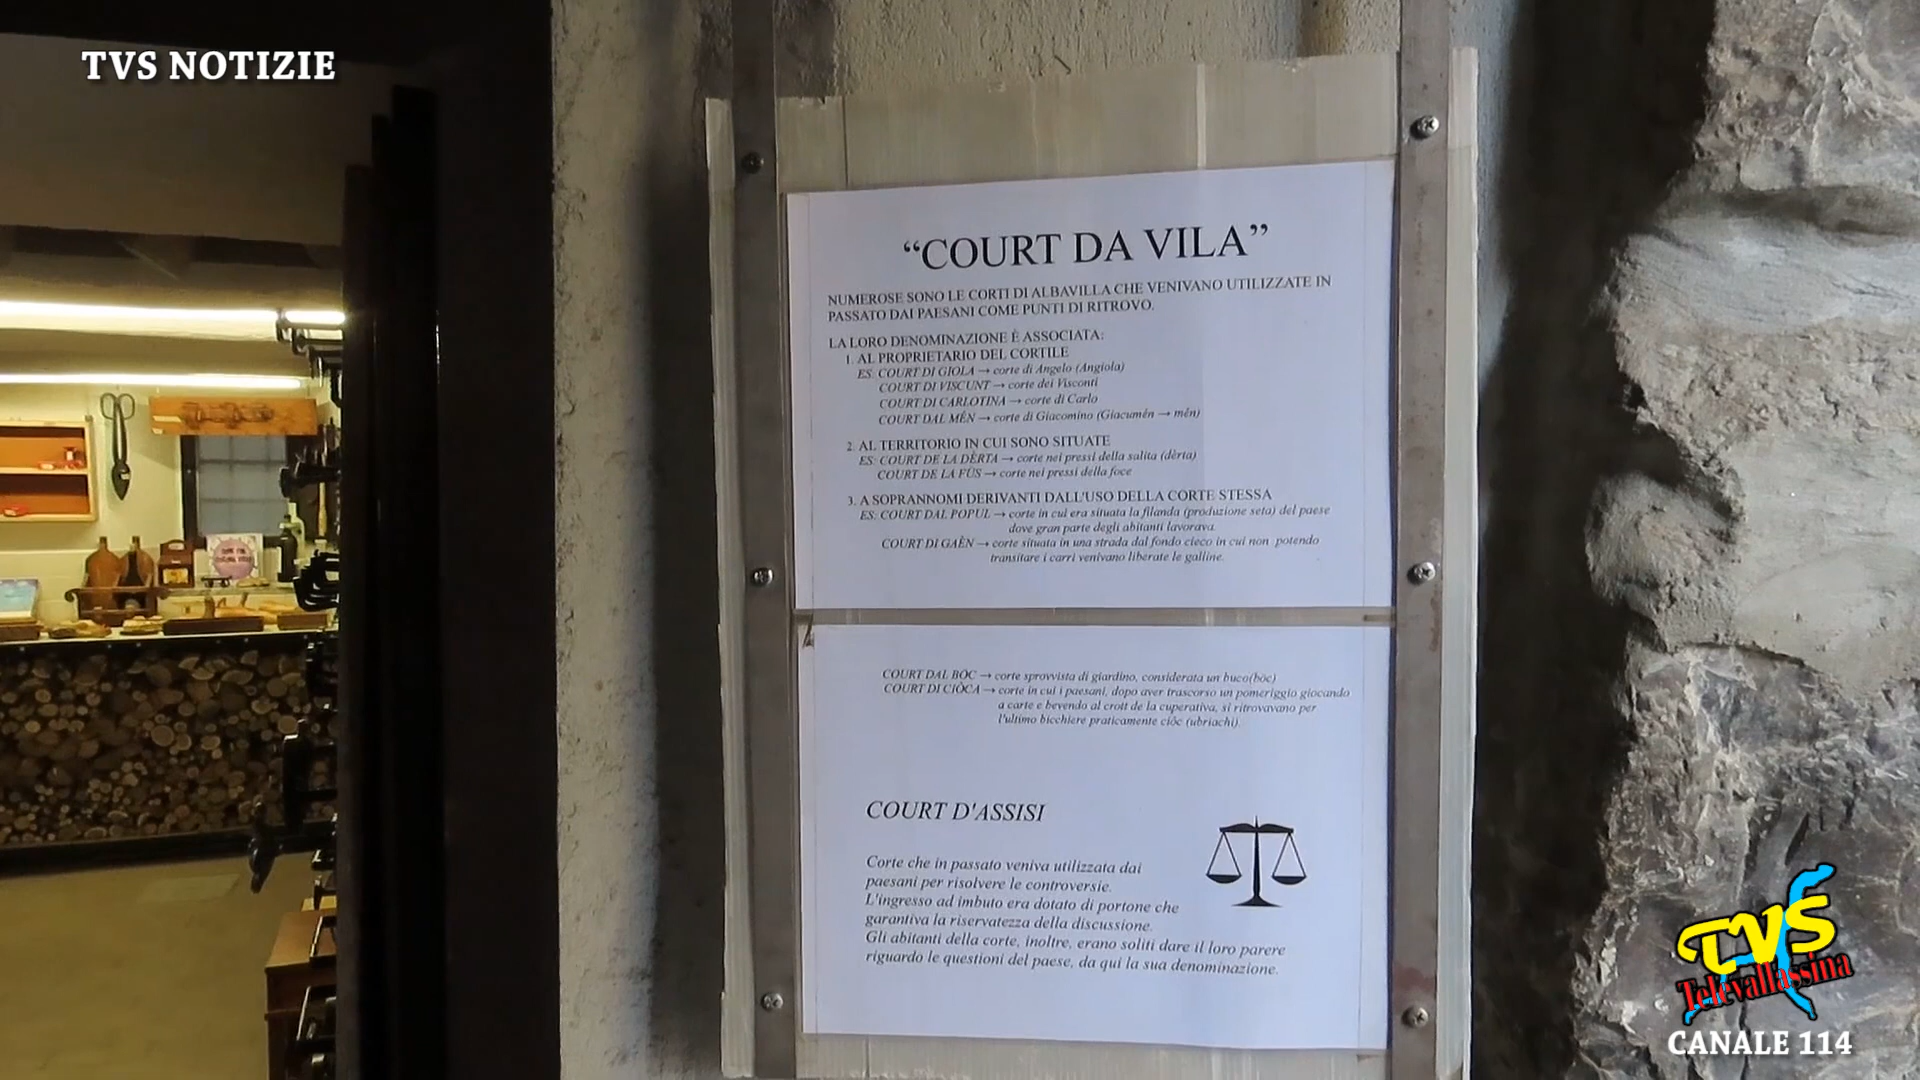 TVS NOTIZIE
“COURT DA VILA”
NUMEROSE SONO LE CORTI DI ALBAVILLA CHE VENIVANO UTILIZZATE IN
PASSATO DAI PAESANI COME PUNTI DI RITROVO.
LA LORO DENOMINAZIONE È ASSOCIATA:
1. AL PROPRIETARIO DEL CORTILE
ES: COURT DI GIOLA → corte di Angelo (Angiola)
COURT DI VISCUNT → corte dei Visconti
COURT DI CARLOTINA → corte di Carlo
COURT DAL MÉN → corte di Giacomino (Giacumén → mén)
2. AL TERRITORIO IN CUI SONO SITUATE
ES: COURT DE LA DÈRTA → corte nei pressi della salita (dèrta)
COURT DE LA FÜS → corte nei pressi della foce
3. A SOPRANNOMI DERIVANTI DALL'USO DELLA CORTE STESSA
ES: COURT DAL POPUL → corte in cui era situata la filanda (produzione seta) del paese
dove gran parte degli abitanti lavorava.
COURT DI GAÈN → corte situata in una strada dal fondo cieco in cui non potendo
transitare i carri venivano liberate le galline.
COURT DAL BÖC → corte sprovvista di giardino, considerata un buco(böc)
COURT DI CIÒCA → corte in cui i paesani, dopo aver trascorso un pomeriggio giocando
a carte e bevendo al crott de la cuperativa, si ritrovavano per
l'ultimo bicchiere praticamente ciòc (ubriachi).
COURT D'ASSISI
Corte che in passato veniva utilizzata dai
paesani per risolvere le controversie.
L'ingresso ad imbuto era dotato di portone che
garantiva la riservatezza della discussione.
Gli abitanti della corte, inoltre, erano soliti dare il loro parere
riguardo le questioni del paese, da qui la sua denominazione.
TVS
Televallassina
CANALE 114